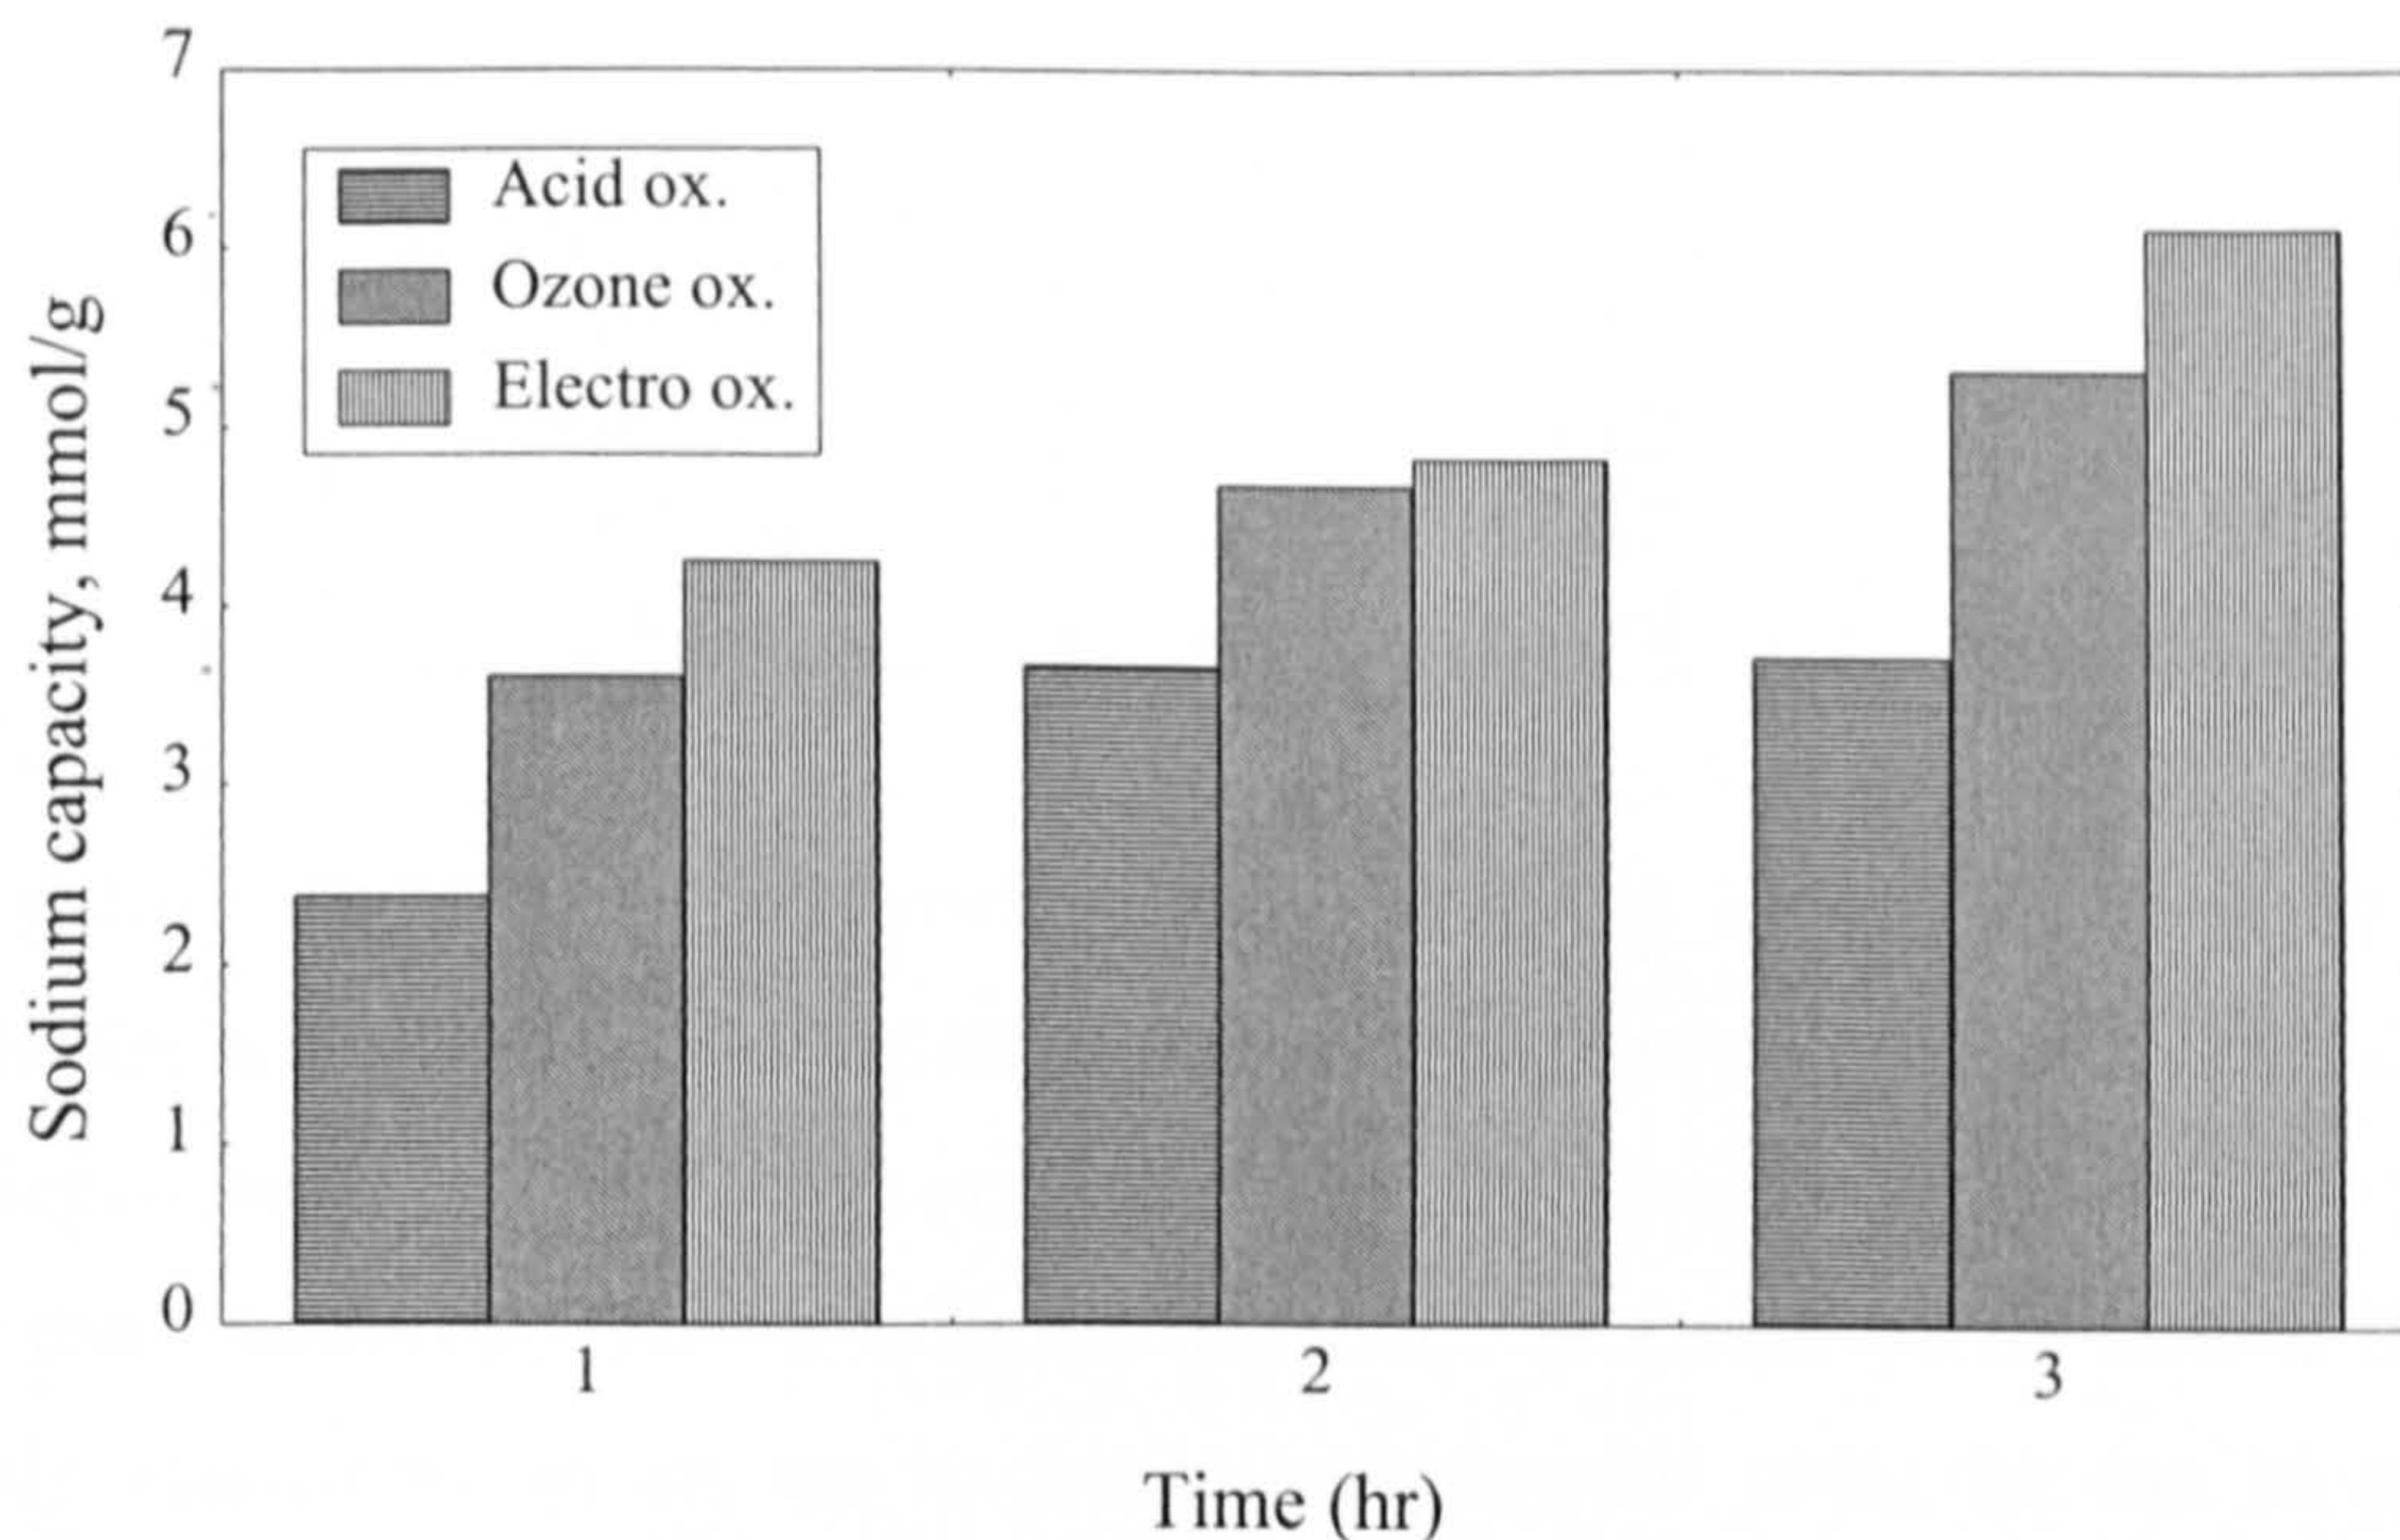 7
6
5
4
3
2
1
0
Sodium capacity, mmol/g
Acid ox.
Ozone ox.
Electro ox.
1 2 3
Time (hr)